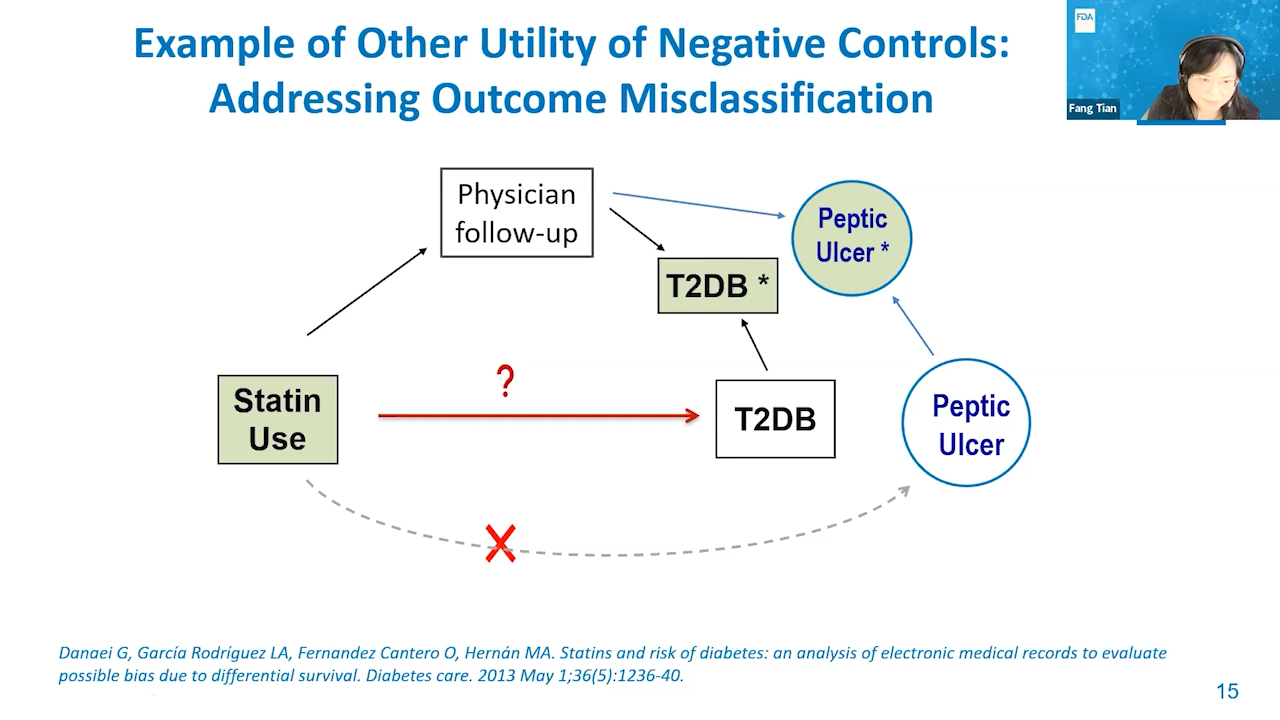 Example of Other Utility of Negative Controls:
Addressing Outcome Misclassification
FDA
Fang Tian
Physician
follow-up
Peptic
Ulcer *
T2DB *
?
Statin
Use
T2DB
Peptic
Ulcer
Danaei G, García Rodríguez LA, Fernandez Cantero O, Hernán MA. Statins and risk of diabetes: an analysis of electronic medical records to evaluate
possible bias due to differential survival. Diabetes care. 2013 May 1;36(5):1236-40.
15